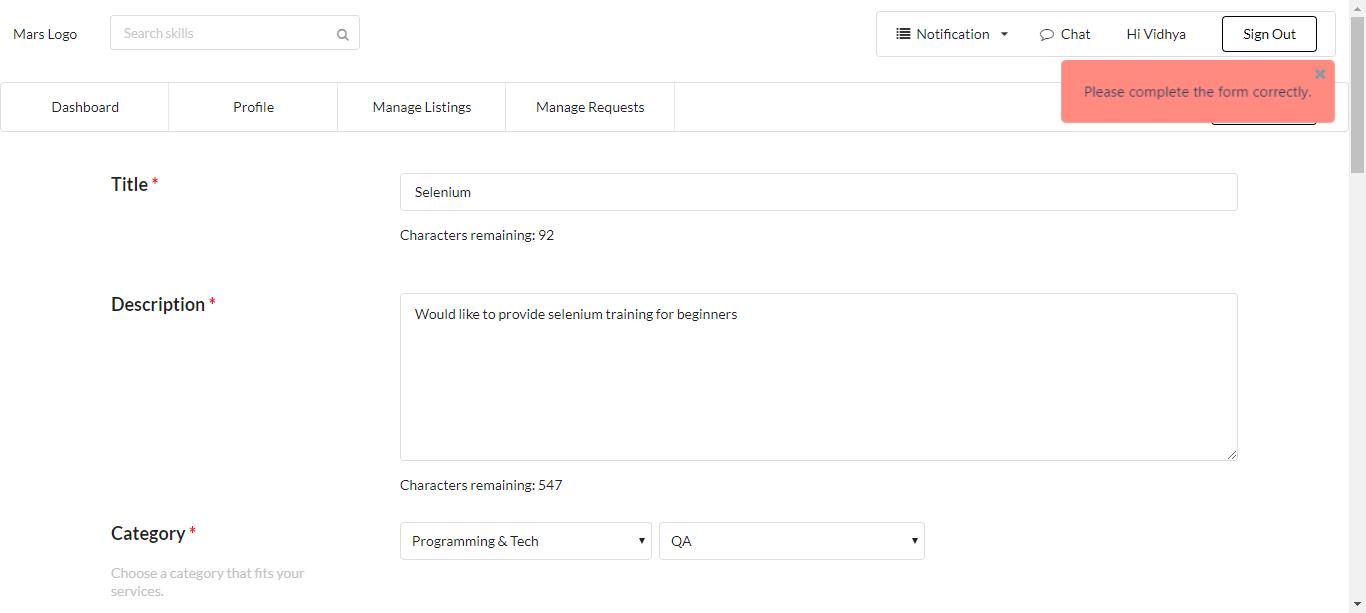 Mars Logo
Search skills
Notification
Chat
Hi Vidhya
Sign Out
Please complete the form correctly.
Dashboard
Profile
Manage Listings
Manage Requests
Title *
Selenium
Characters remaining: 92
Description *
Would like to provide selenium training for beginners
Characters remaining: 547
Category *
Programming & Tech
QA
Choose a category that fits your
services.